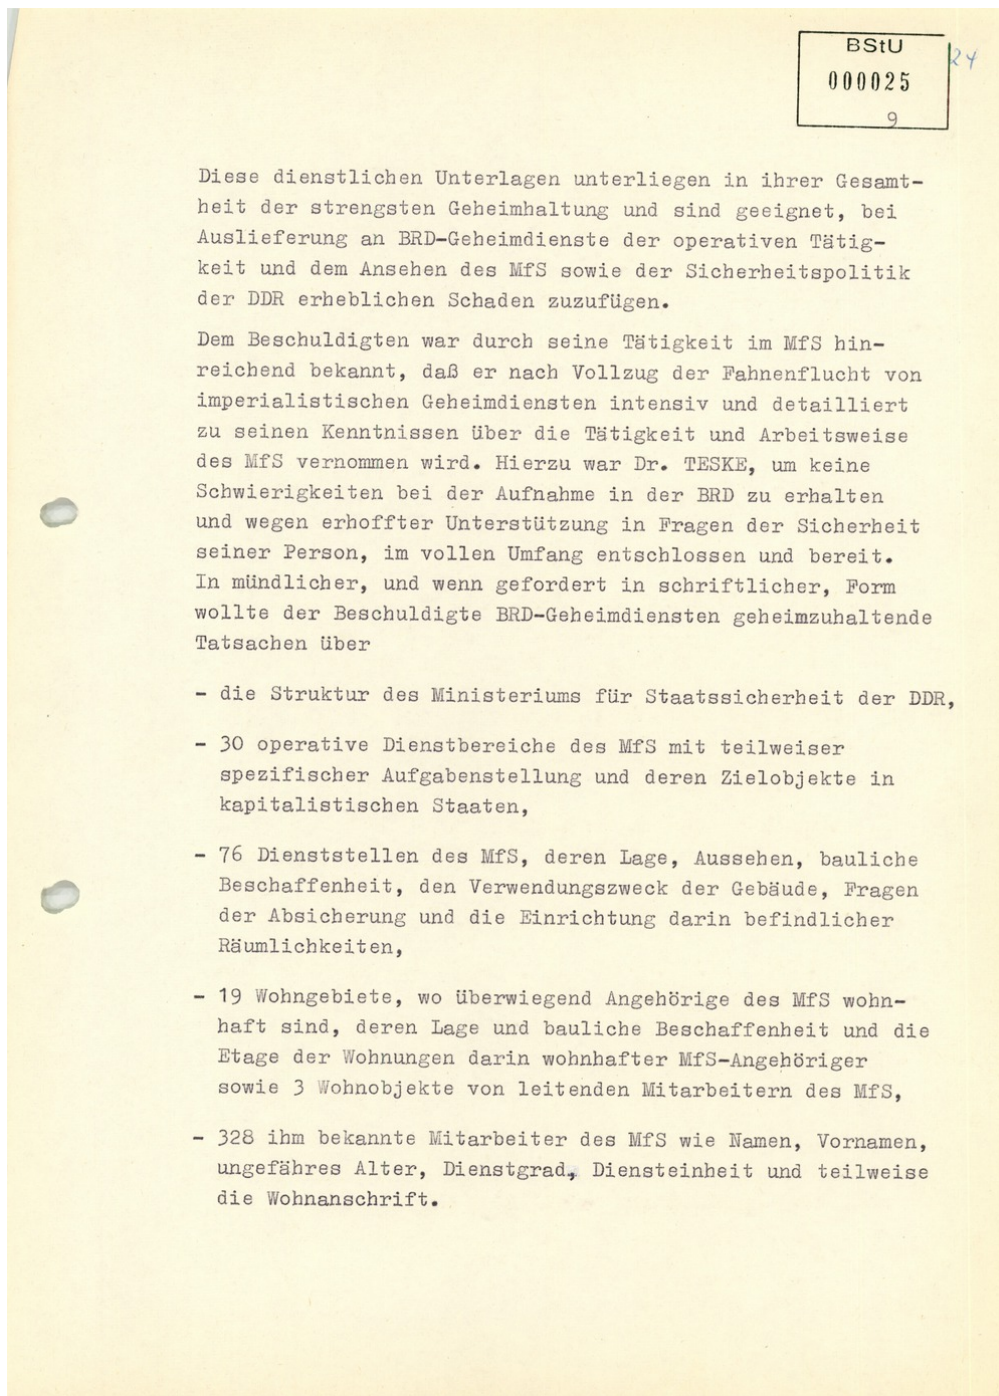 BStU
000025
24
9
Diese dienstlichen Unterlagen unterliegen in ihrer Gesamt-
heit der strengsten Geheimhaltung und sind geeignet, bei
Auslieferung an BRD-Geheimdienste der operativen Tätig-
keit und dem Ansehen des MfS sowie der Sicherheitspolitik
der DDR erheblichen Schaden zuzufügen.
Dem Beschuldigten war durch seine Tätigkeit im MfS hin-
reichend bekannt, daß er nach Vollzug der Fahnenflucht von
imperialistischen Geheimdiensten intensiv und detailliert
zu seinen Kenntnissen über die Tätigkeit und Arbeitsweise
des MfS vernommen wird. Hierzu war Dr. TESKE, um keine
Schwierigkeiten bei der Aufnahme in der BRD zu erhalten
und wegen erhoffter Unterstützung in Fragen der Sicherheit
seiner Person, im vollen Umfang entschlossen und bereit.
In mündlicher, und wenn gefordert in schriftlicher, Form
wollte der Beschuldigte BRD-Geheimdiensten geheimzuhaltende
Tatsachen über
- die Struktur des Ministeriums für Staatssicherheit der DDR,
- 30 operative Dienstbereiche des MfS mit teilweiser
spezifischer Aufgabenstellung und deren Zielobjekte in
kapitalistischen Staaten,
- 76 Dienststellen des MfS, deren Lage, Aussehen, bauliche
Beschaffenheit, den Verwendungszweck der Gebäude, Fragen
der Absicherung und die Einrichtung darin befindlicher
Räumlichkeiten,
- 19 Wohngebiete, wo überwiegend Angehörige des MfS wohn-
haft sind, deren Lage und bauliche Beschaffenheit und die
Etage der Wohnungen darin wohnhafter MfS-Angehöriger
sowie 3 Wohnobjekte von leitenden Mitarbeitern des MfS,
- 328 ihm bekannte Mitarbeiter des MfS wie Namen, Vornamen,
ungefähres Alter, Dienstgrad, Diensteinheit und teilweise
die Wohnanschrift.